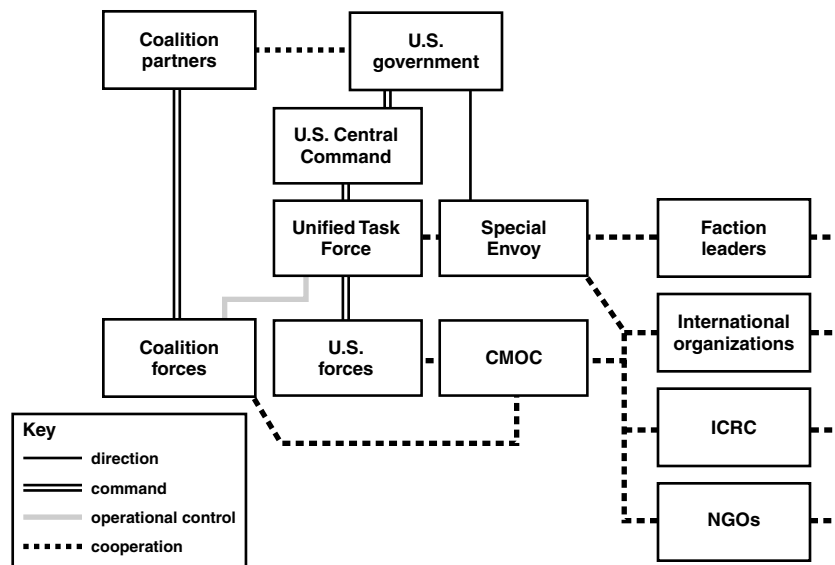 Coalition
partners
U.S.
government
U.S. Central
Command
Unified Task
Force
Special
Envoy
Faction
leaders
Coalition
forces
U.S.
forces
CMOC
International
organizations
ICRC
NGOs
Key
direction
command
operational control
cooperation